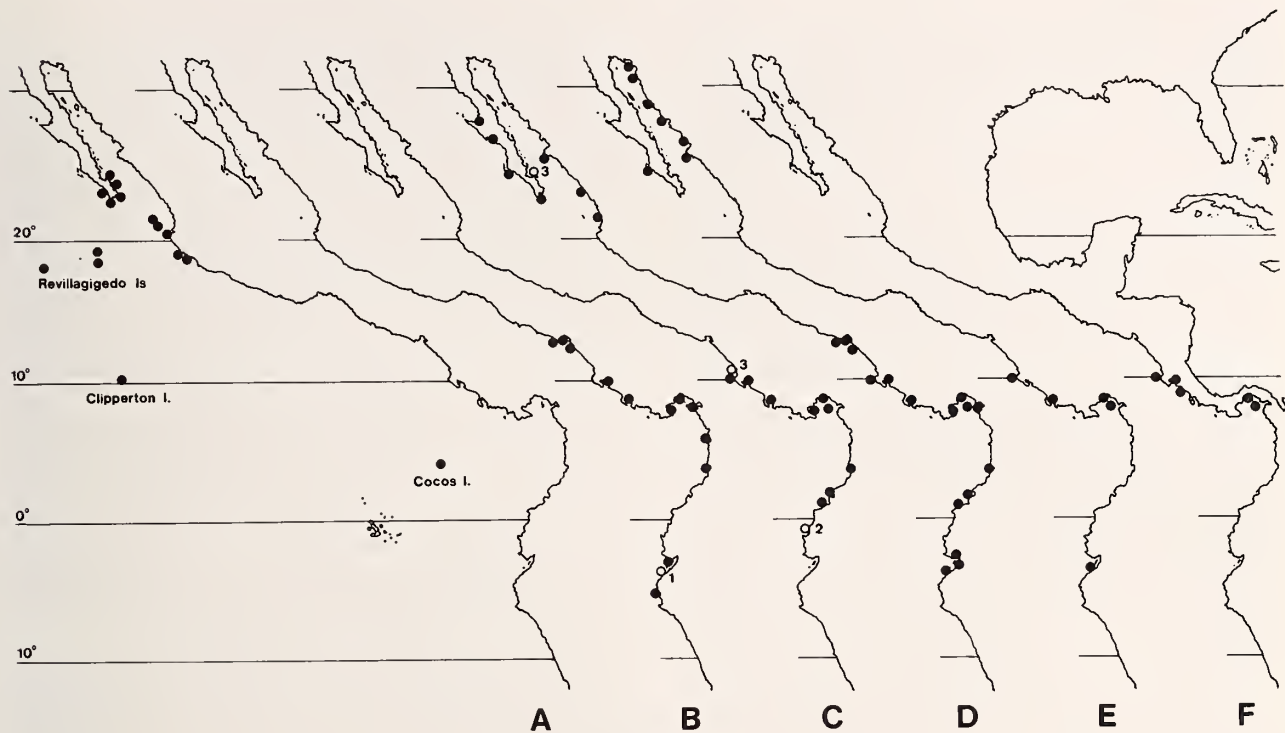 3
20°
Revillagigedo Is
3
10°
Clipperton I.
Cocos I.
0°
2
1
10°
A B C D E F